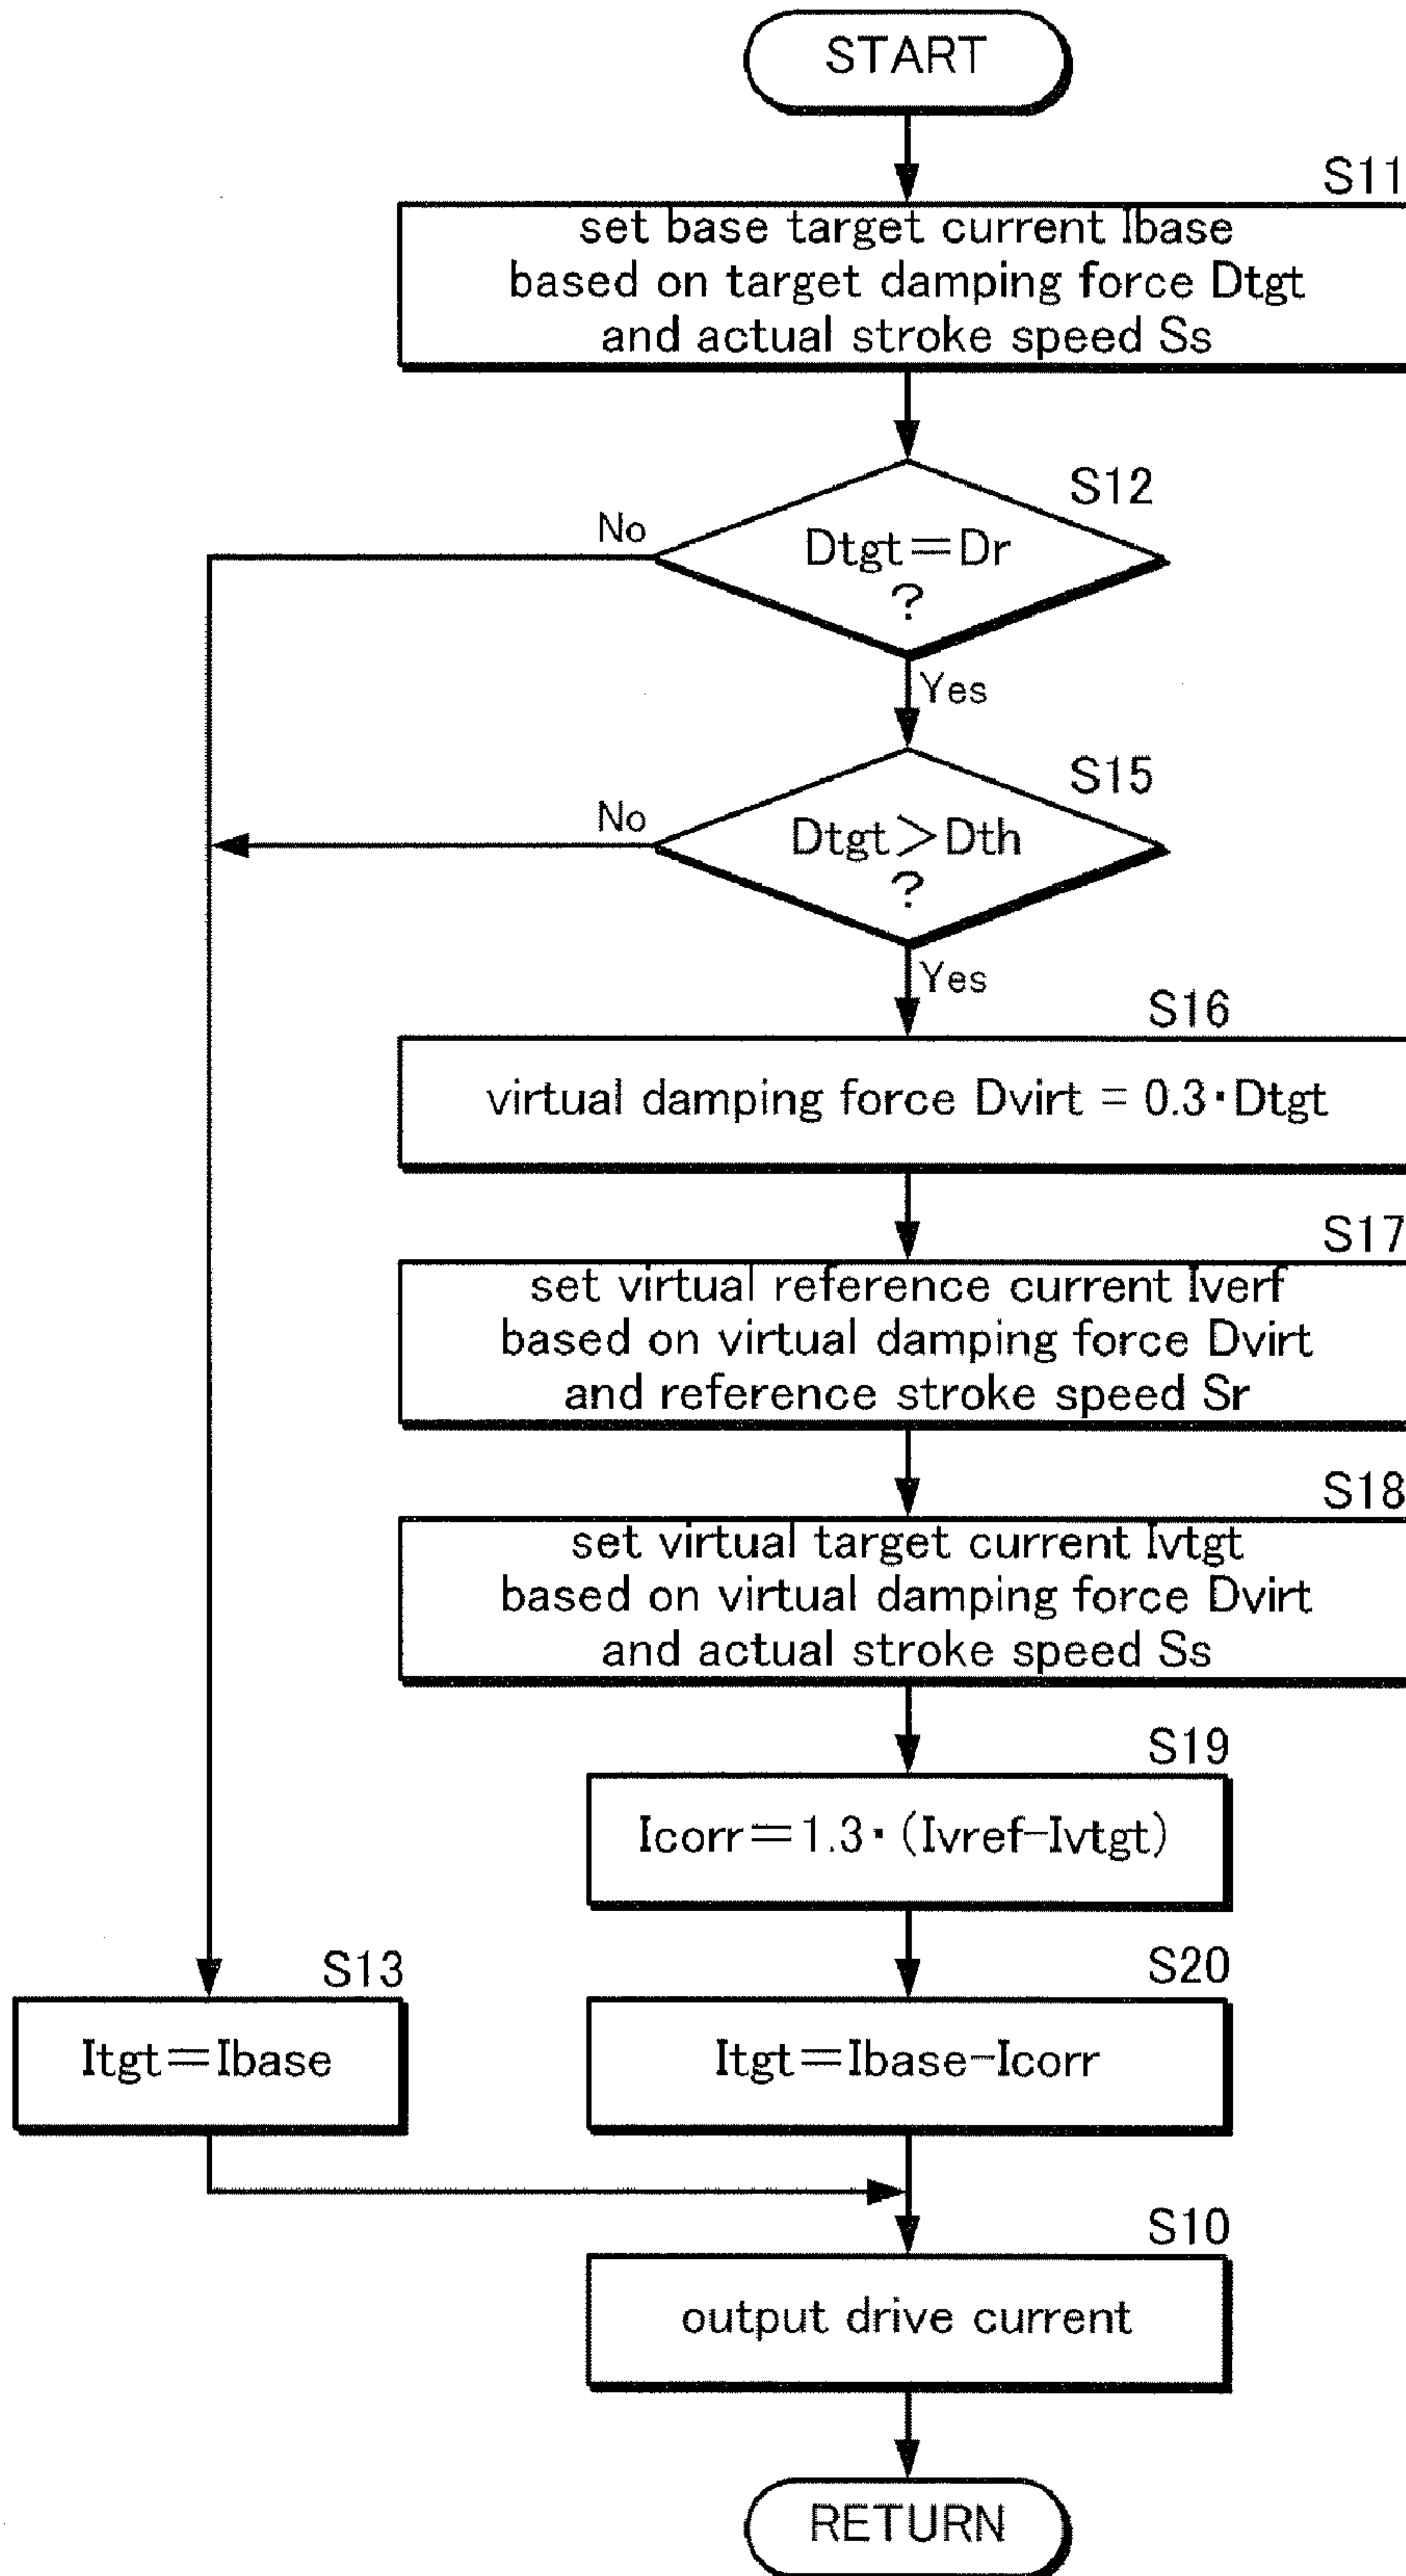 START
S11
set base target current Ibase
based on target damping force Dtgt
and actual stroke speed Ss
S12
Dtgt=Dr
?
No
Yes
S15
Dtgt>Dth
?
No
Yes
S16
virtual damping force Dvirt = 0.3・Dtgt
S17
set virtual reference current Iverf
based on virtual damping force Dvirt
and reference stroke speed Sr
S18
set virtual target current Ivtgt
based on virtual damping force Dvirt
and actual stroke speed Ss
S19
Icorr=1.3・(Ivref-Ivtgt)
S13
Itgt=Ibase
S20
Itgt=Ibase-Icorr
S10
output drive current
RETURN